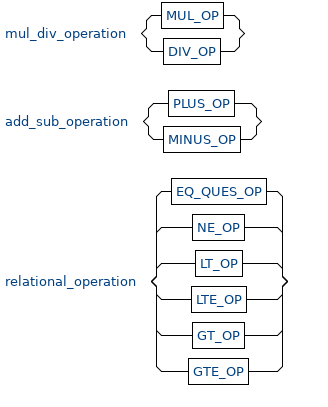 MUL_OP
mul_div_operation
DIV_OP
PLUS_OP
add_sub_operation
MINUS_OP
EQ_QUES_OP
NE_OP
LT_OP
relational_operation
LTE_OP
GT_OP
GTE_OP